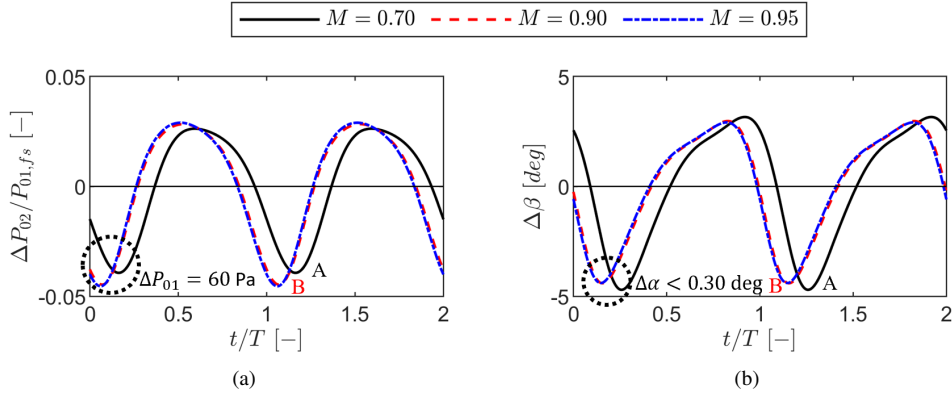 M = 0.70 M = 0.90 M = 0.95
0.05
0
-0.05
ΔP02/P01,fs [−]
ΔP01 = 60 Pa
A
B
0 0.5 1 1.5 2
t/T [−]
(a)
5
0
-5
Δβ [deg]
Δα < 0.30 deg
B
A
0 0.5 1 1.5 2
t/T [−]
(b)